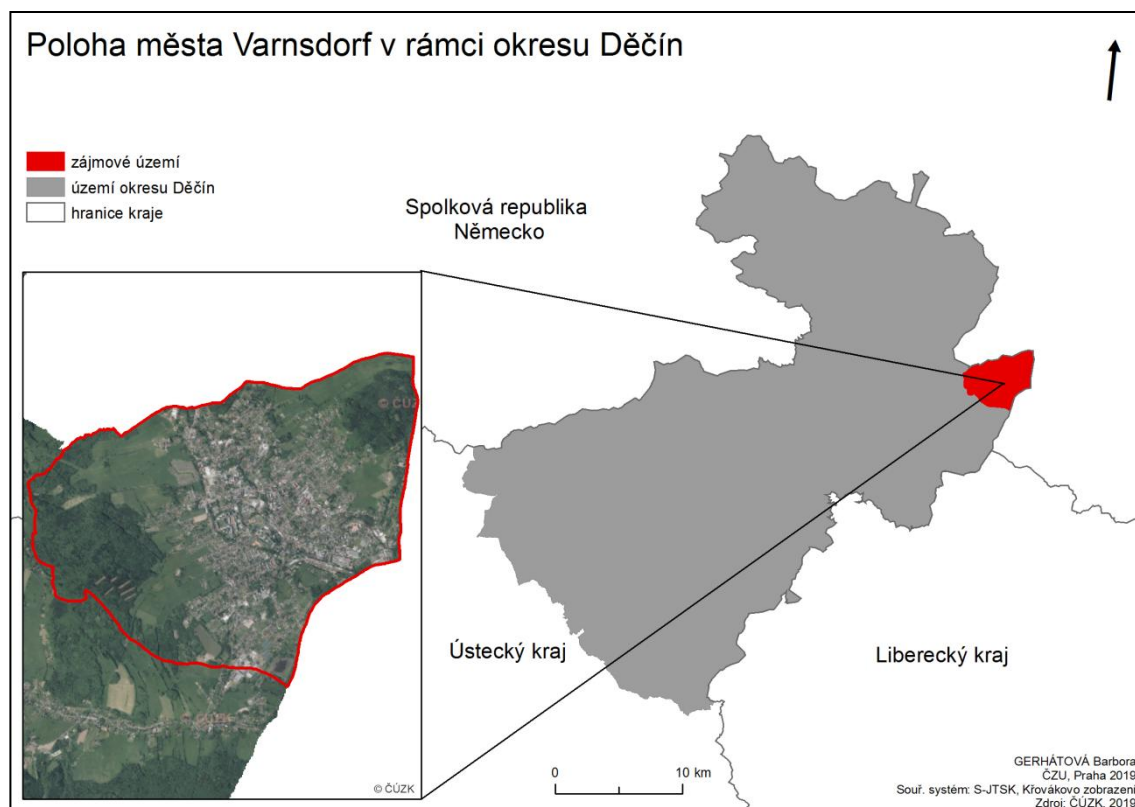 Poloha města Varnsdorf v rámci okresu Děčín
zájmové území
území okresu Děčín
hranice kraje
Spolková republika
Německo
© ČÚZK
Ústecký kraj
Liberecký kraj
0
10 km
© ČÚZK
GERHÁTOVÁ Barbora
ČZU, Praha 2019
Souř. systém: S-JTSK, Křovákovo zobrazení
Zdroj: ČÚZK, 2019